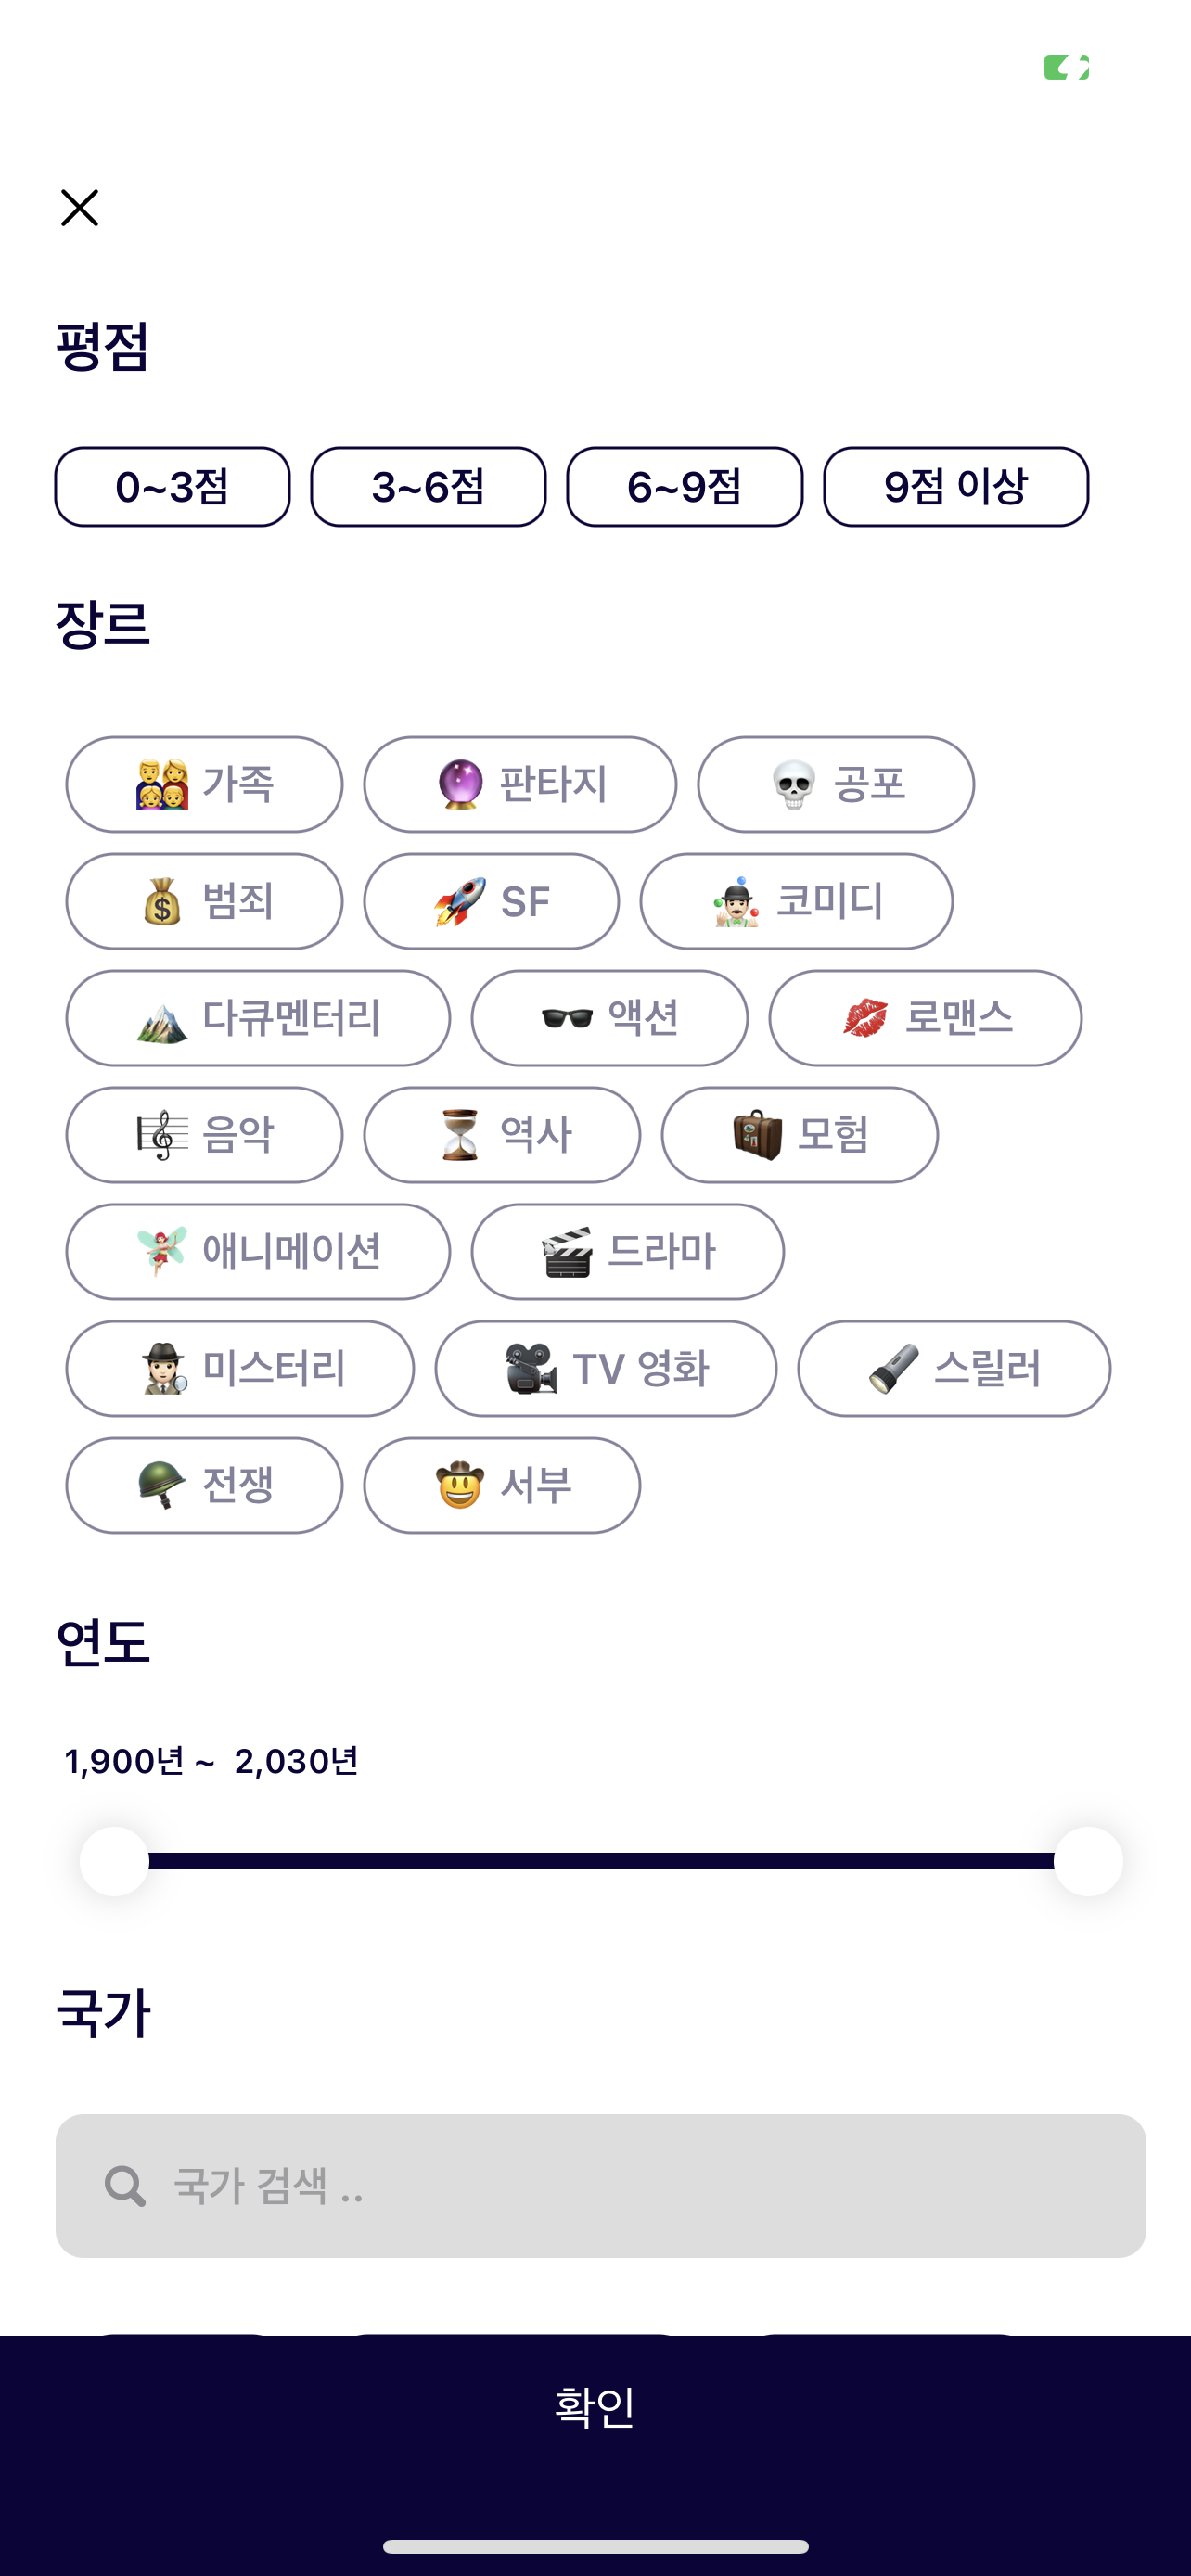 평점
0~3점 3~6점 6~9점 9점 이상
장르
가족 판타지 공포
범죄 SF 코미디
다큐멘터리 액션 로맨스
음악 역사 모험
애니메이션 드라마
미스터리 TV 영화 스릴러
전쟁 서부
연도
1,900년 ~ 2,030년
국가
국가 검색 ..
확인